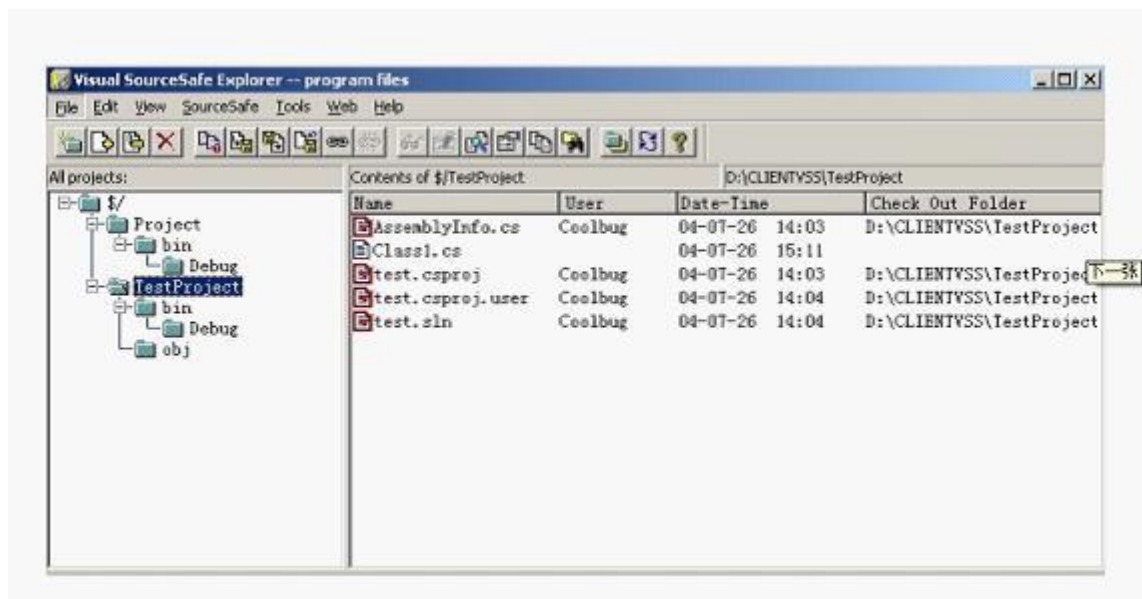 Visual SourceSafe Explorer -- program files
File Edit View SourceSafe Tools Web Help
All projects:
Contents of $/TestProject
D:\CLIENTVSS\TestProject
$/
Project
bin
Debug
TestProject
bin
Debug
obj
Name User Date-Time Check Out Folder
AssemblyInfo.cs Coolbug 04-07-26 14:03 D:\CLIENTVSS\TestProject
Class1.cs 04-07-26 15:11
test.csproj Coolbug 04-07-26 14:03 D:\CLIENTVSS\TestProjec
下一张
test.csproj.user Coolbug 04-07-26 14:04 D:\CLIENTVSS\TestProject
test.sln Coolbug 04-07-26 14:04 D:\CLIENTVSS\TestProject